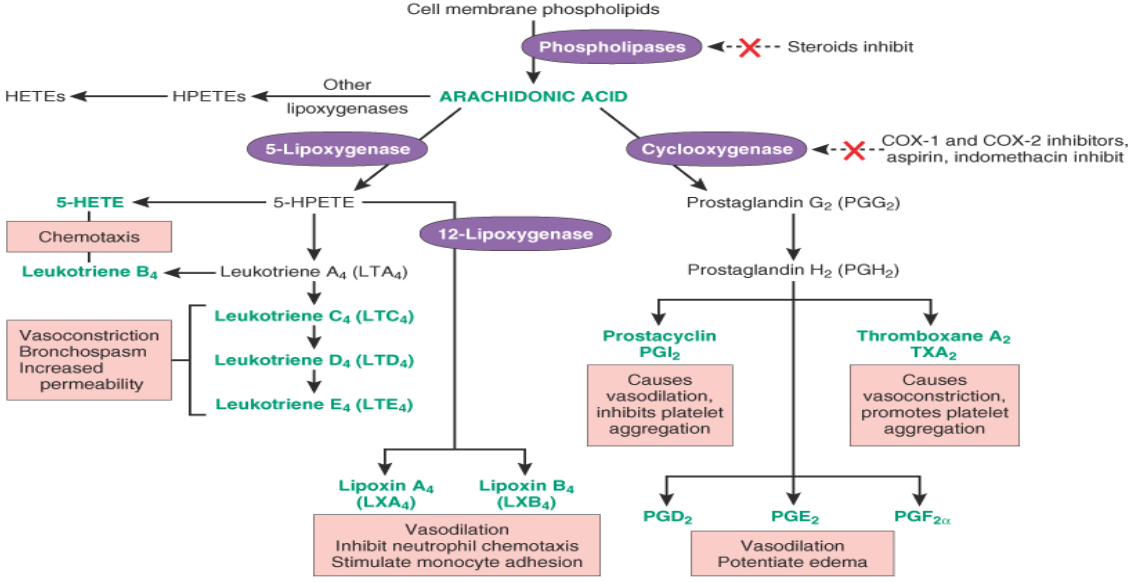 Cell membrane phospholipids
Phospholipases
Steroids inhibit
HETEs
HPETEs
Other
lipoxygenases
ARACHIDONIC ACID
5-Lipoxygenase
Cyclooxygenase
COX-1 and COX-2 inhibitors,
aspirin, indomethacin inhibit
5-HETE
5-HPETE
Prostaglandin G₂ (PGG₂)
Chemotaxis
12-Lipoxygenase
Leukotriene B₄
Leukotriene A₄ (LTA₄)
Prostaglandin H₂ (PGH₂)
Vasoconstriction
Bronchospasm
Increased
permeability
Leukotriene C₄ (LTC₄)
Leukotriene D₄ (LTD₄)
Leukotriene E₄ (LTE₄)
Prostacyclin
PGI₂
Causes
vasodilation,
inhibits platelet
aggregation
Thromboxane A₂
TXA₂
Causes
vasoconstriction,
promotes platelet
aggregation
Lipoxin A₄
(LXA₄)
Lipoxin B₄
(LXB₄)
Vasodilation
Inhibit neutrophil chemotaxis
Stimulate monocyte adhesion
PGD₂
PGE₂
PGF₂α
Vasodilation
Potentiate edema